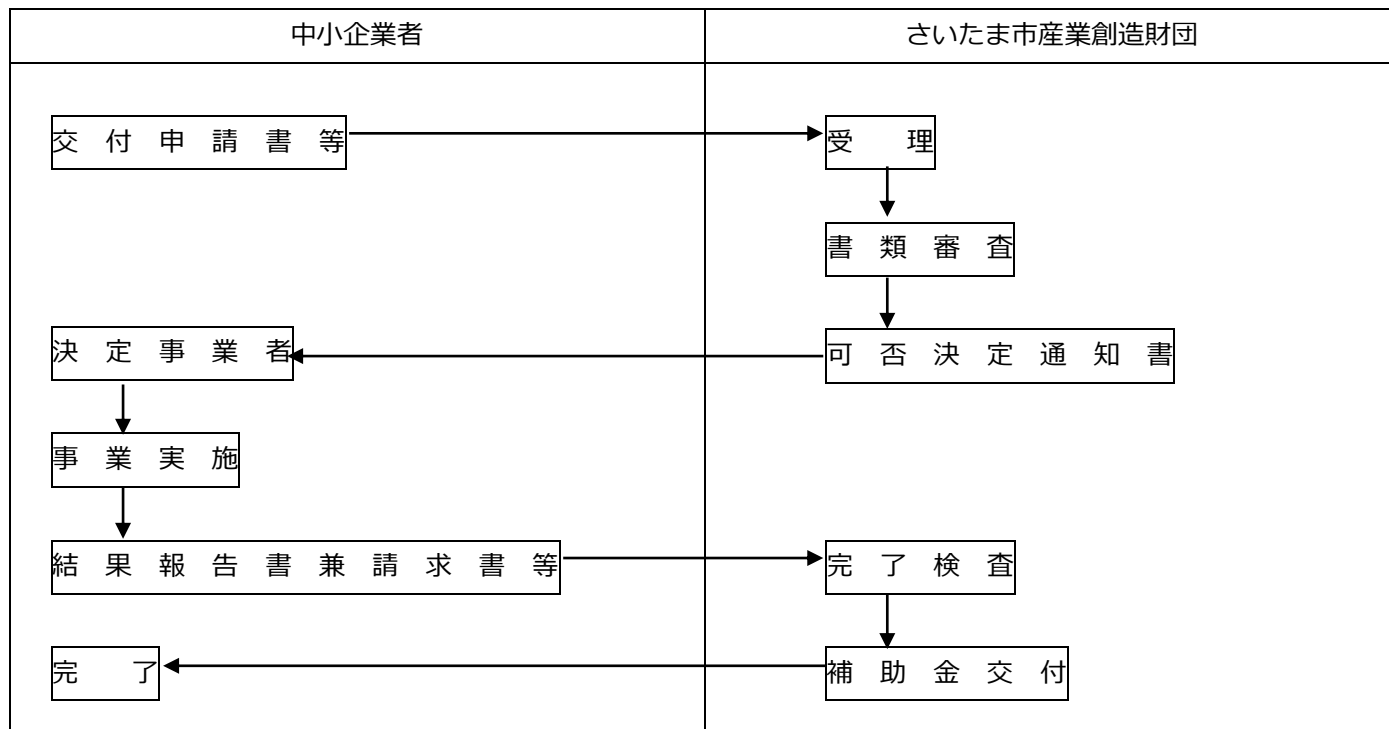 中小企業者
さいたま市産業創造財団
交付申請書等
受理
書類審査
決定事業者
可否決定通知書
事業実施
結果報告書兼請求書等
完了検査
完了
補助金交付